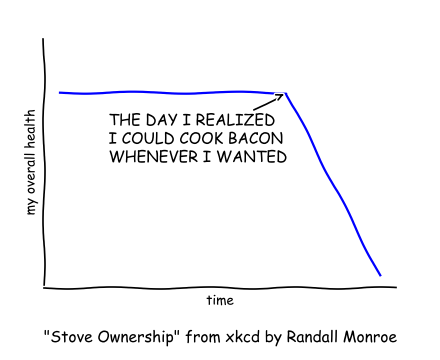 my overall health
THE DAY I REALIZED
I COULD COOK BACON
WHENEVER I WANTED
time
"Stove Ownership" from xkcd by Randall Monroe